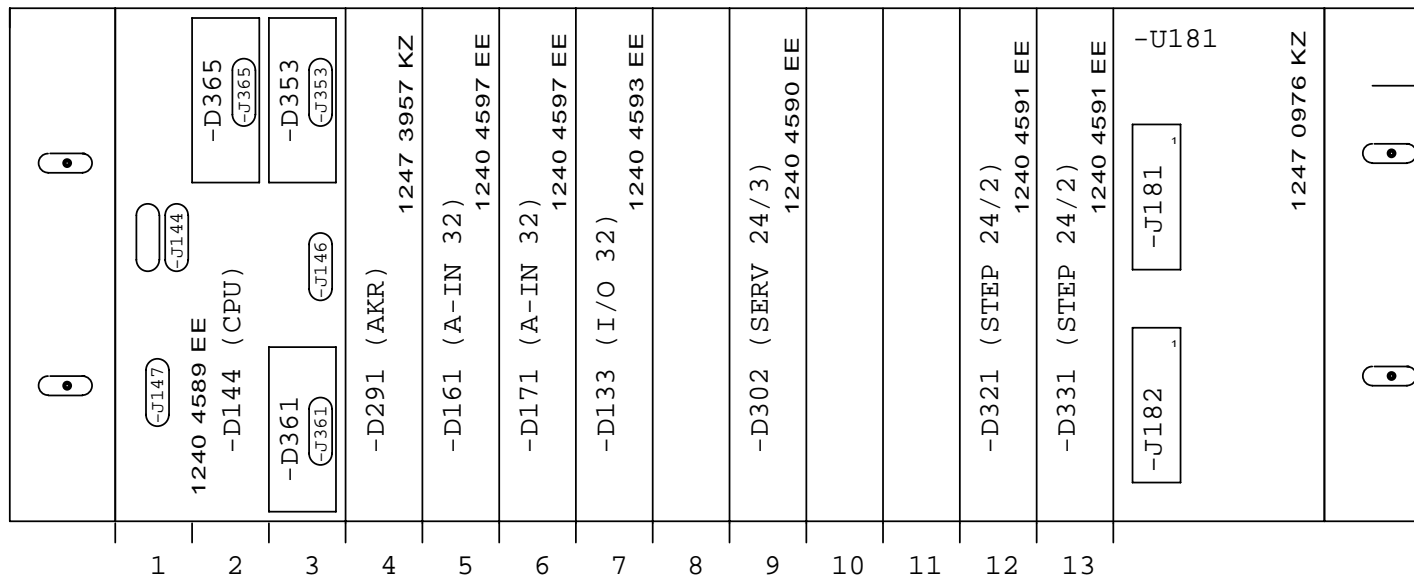 -J147
-J144
1240 4589 EE
-D144 (CPU)
-D365
-J365
-D353
-J353
-J146
-D361
-J361
-D291 (AKR)
1247 3957 KZ
-D161 (A-IN 32)
1240 4597 EE
-D171 (A-IN 32)
1240 4597 EE
-D133 (I/O 32)
1240 4593 EE
-D302 (SERV 24/3)
1240 4590 EE
-D321 (STEP 24/2)
1240 4591 EE
-D331 (STEP 24/2)
1240 4591 EE
-U181
-J181
1
-J182
1
1247 0976 KZ
1 2 3 4 5 6 7 8 9 10 11 12 13